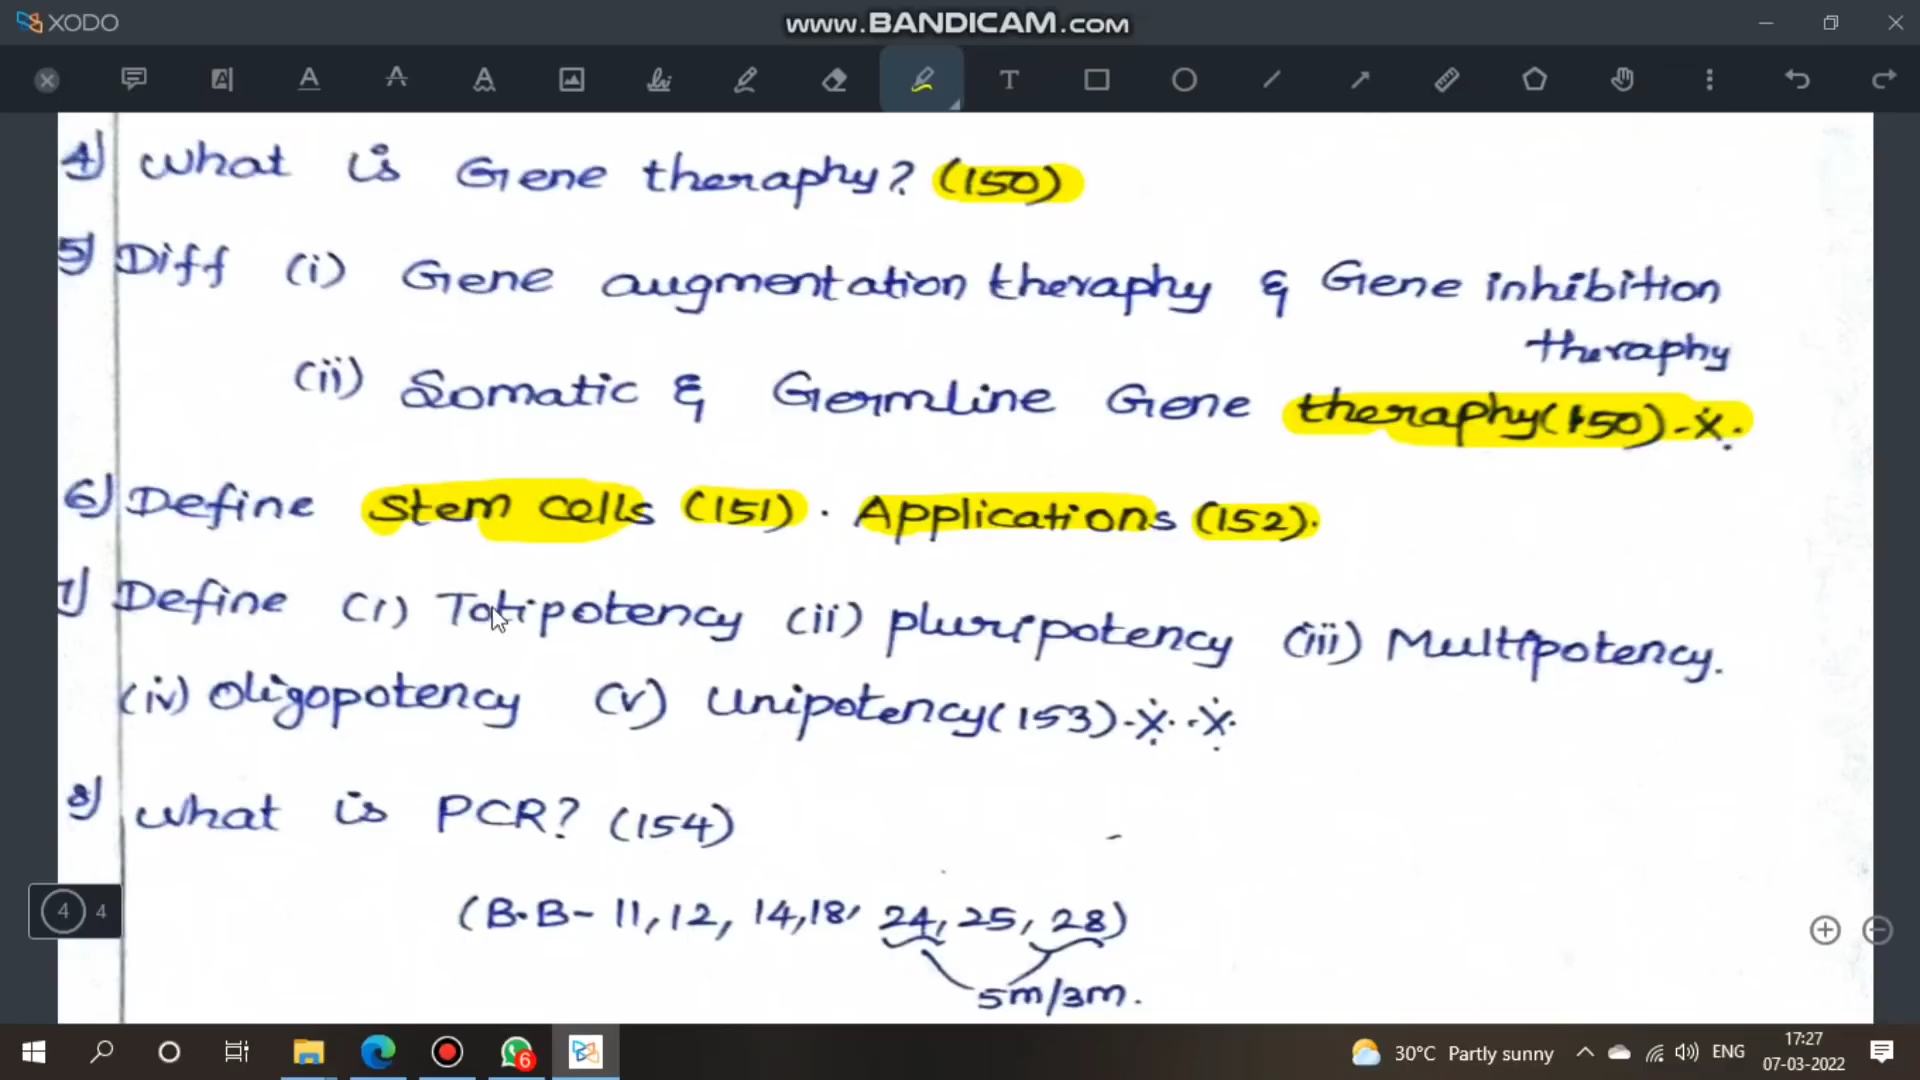 XODO
www.BANDICAM.com
4) What is Gene theraphy? (150)
5) Diff (i) Gene augmentation theraphy & Gene inhibition
theraphy
(ii) Somatic & Germline Gene theraphy (150)
6) Define Stem cells (151). Applications (152).
7) Define (i) Totipotency (ii) pluripotency (iii) Multipotency.
(iv) Oligopotency (v) Unipotency (153)
8) What is PCR? (154)
(B.B- 11, 12, 14, 18, 24, 25, 28)
5m/3m.
4 4
6
30°C Partly sunny
ENG
17:27
07-03-2022